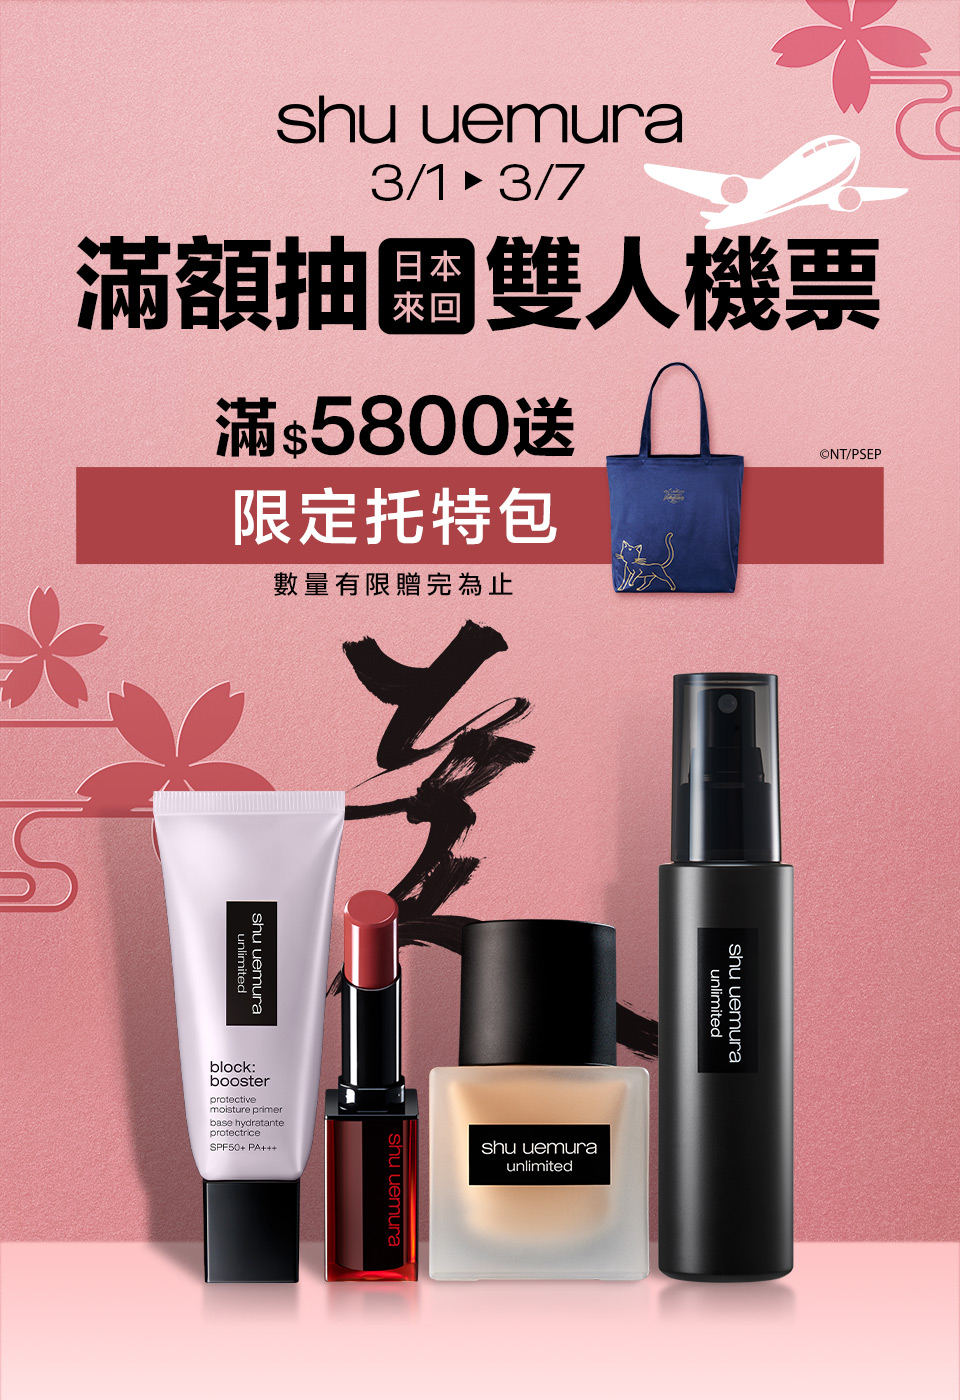 shu uemura
3/1 ▸ 3/7
滿額抽日本來回雙人機票
滿$5800送
©NT/PSEP
限定托特包
數量有限贈完為止
美
shu uemura
unlimited
block:
booster
protective
moisture primer
base hydratante
protectrice
SPF50+ PA+++
shu uemura
shu uemura
unlimited
shu uemura
unlimited